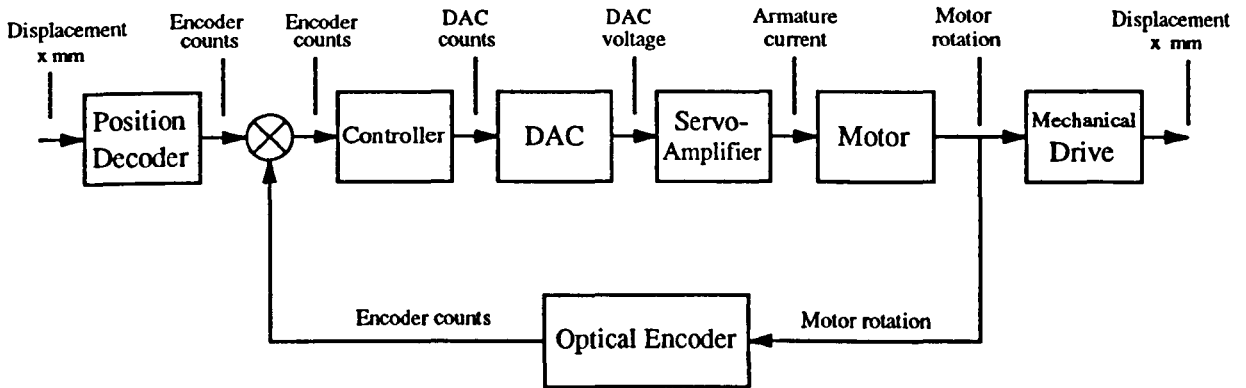 Displacement
x mm
Encoder
counts
Encoder
counts
DAC
counts
DAC
voltage
Armature
current
Motor
rotation
Displacement
x mm
Position
Decoder
Controller
DAC
Servo-
Amplifier
Motor
Mechanical
Drive
Encoder counts
Optical Encoder
Motor rotation